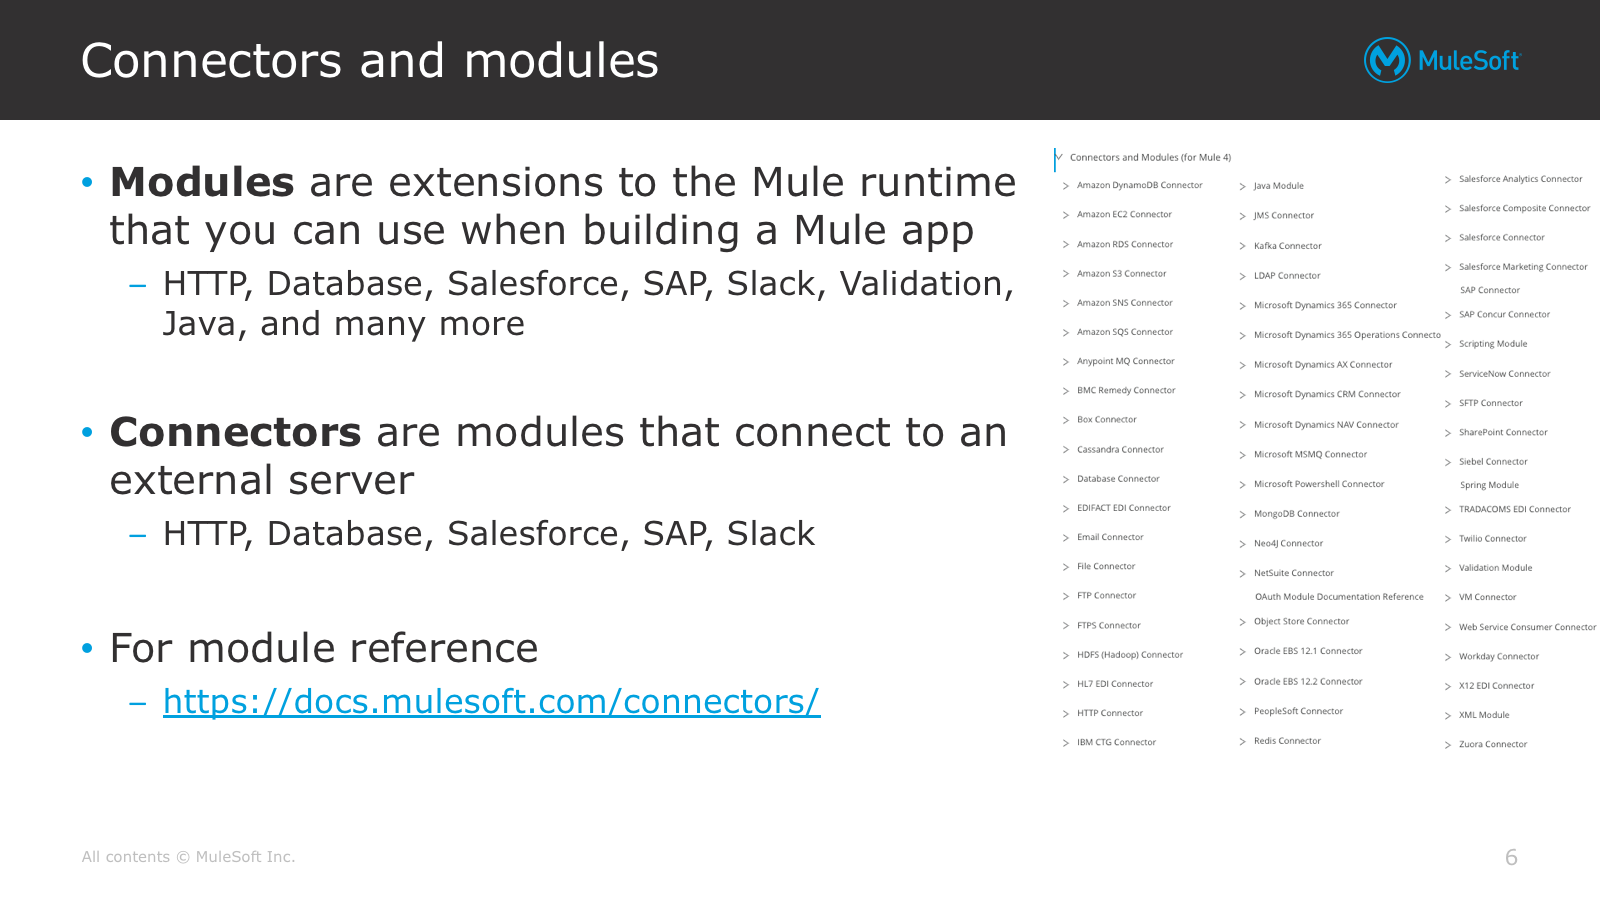 Connectors and modules
MuleSoft
• Modules are extensions to the Mule runtime
that you can use when building a Mule app
– HTTP, Database, Salesforce, SAP, Slack, Validation,
Java, and many more
• Connectors are modules that connect to an
external server
– HTTP, Database, Salesforce, SAP, Slack
• For module reference
– https://docs.mulesoft.com/connectors/
Connectors and Modules (for Mule 4)
Amazon DynamoDB Connector
Amazon EC2 Connector
Amazon RDS Connector
Amazon S3 Connector
Amazon SNS Connector
Amazon SQS Connector
Anypoint MQ Connector
BMC Remedy Connector
Box Connector
Cassandra Connector
Database Connector
EDIFACT EDI Connector
Email Connector
File Connector
FTP Connector
FTPS Connector
HDFS (Hadoop) Connector
HL7 EDI Connector
HTTP Connector
IBM CTG Connector
Java Module
JMS Connector
Kafka Connector
LDAP Connector
Microsoft Dynamics 365 Connector
Microsoft Dynamics 365 Operations Connecto
Microsoft Dynamics AX Connector
Microsoft Dynamics CRM Connector
Microsoft Dynamics NAV Connector
Microsoft MSMQ Connector
Microsoft Powershell Connector
MongoDB Connector
Neo4J Connector
NetSuite Connector
OAuth Module Documentation Reference
Object Store Connector
Oracle EBS 12.1 Connector
Oracle EBS 12.2 Connector
PeopleSoft Connector
Redis Connector
Salesforce Analytics Connector
Salesforce Composite Connector
Salesforce Connector
Salesforce Marketing Connector
SAP Connector
SAP Concur Connector
Scripting Module
ServiceNow Connector
SFTP Connector
SharePoint Connector
Siebel Connector
Spring Module
TRADACOMS EDI Connector
Twilio Connector
Validation Module
VM Connector
Web Service Consumer Connector
Workday Connector
X12 EDI Connector
XML Module
Zuora Connector
All contents © MuleSoft Inc.
6